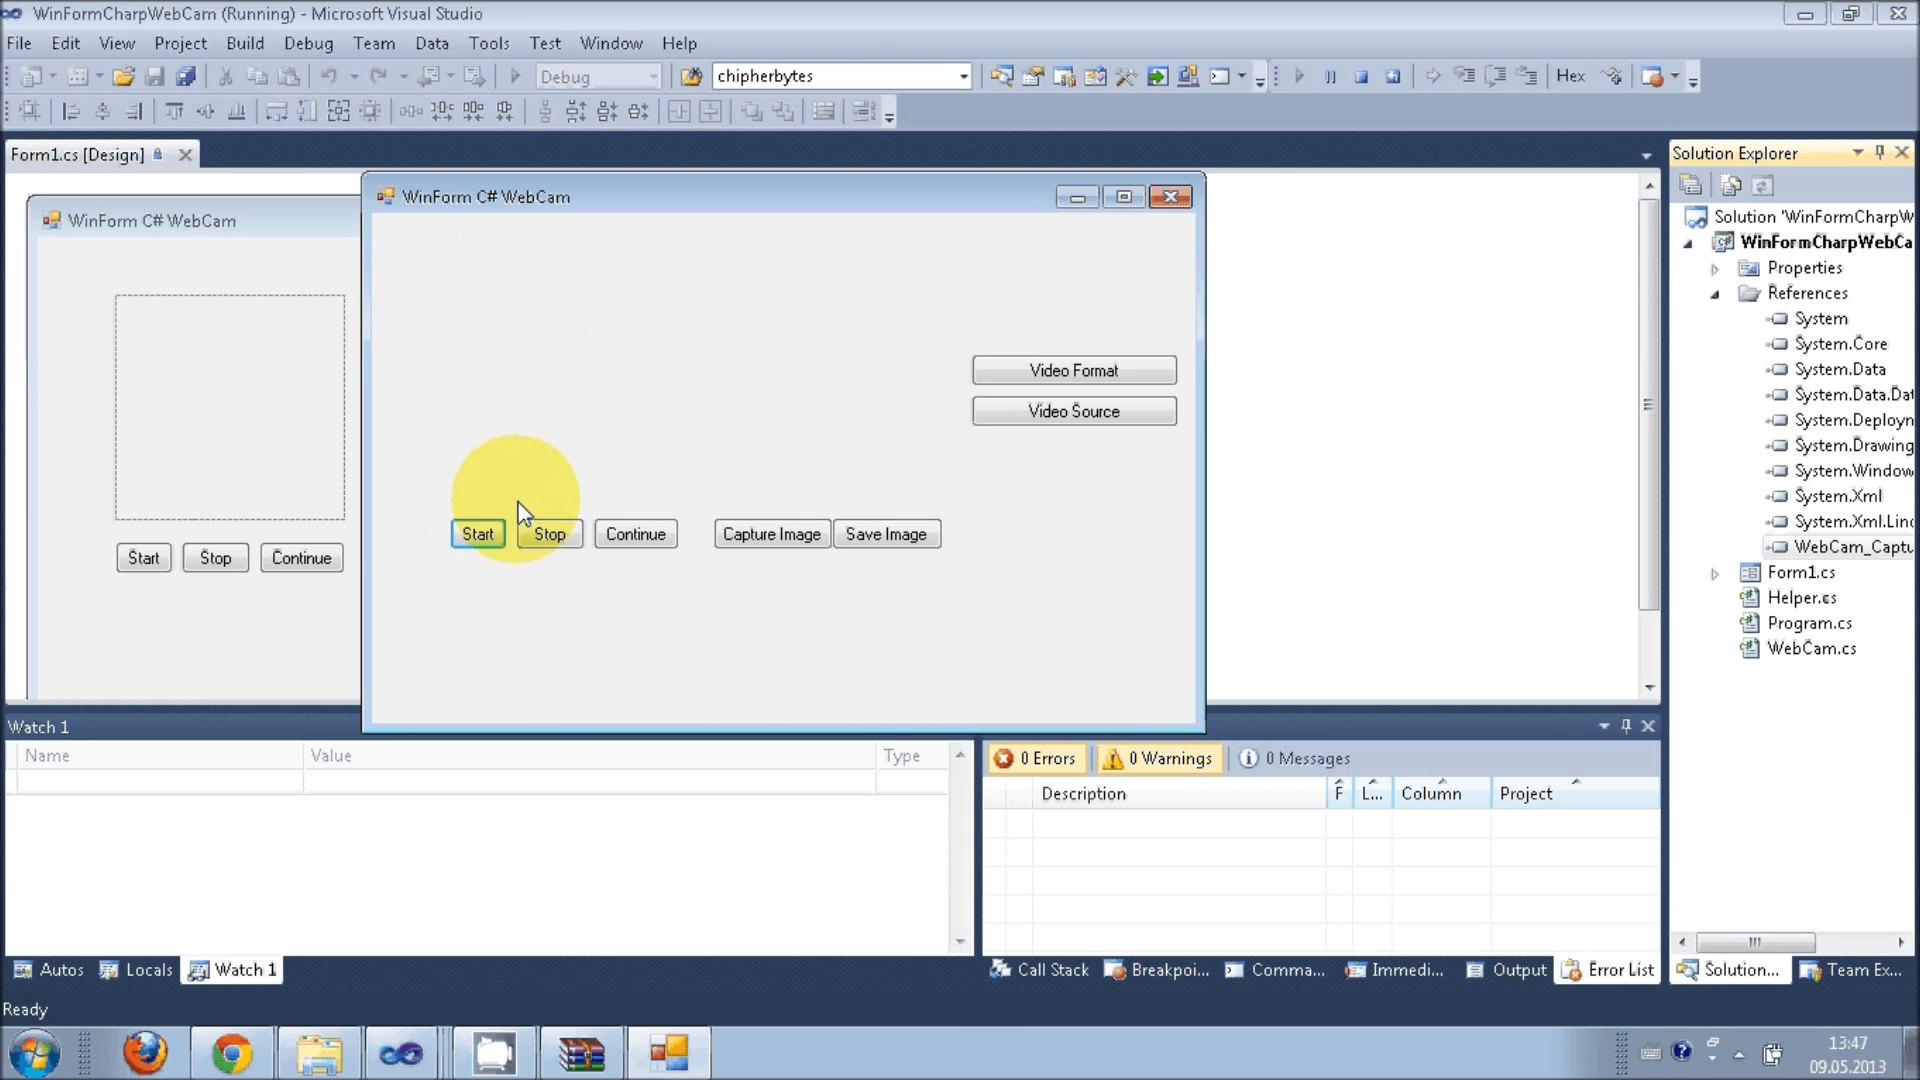 WinFormCharpWebCam (Running) - Microsoft Visual Studio
File Edit View Project Build Debug Team Data Tools Test Window Help
Debug chipherbytes Hex
Form1.cs [Design]
WinForm C# WebCam
Start Stop Continue
WinForm C# WebCam
Video Format
Video Source
Start Stop Continue Capture Image Save Image
Solution Explorer
Solution 'WinFormCharpW
WinFormCharpWebCa
Properties
References
System
System.Core
System.Data
System.Data.Dat
System.Deploym
System.Drawing
System.Window
System.Xml
System.Xml.Linq
WebCam_Captu
Form1.cs
Helper.cs
Program.cs
WebCam.cs
Watch 1
Name Value Type
0 Errors 0 Warnings 0 Messages
Description F L... Column Project
Autos Locals Watch 1
Call Stack Breakpoi... Comma... Immedi... Output Error List
Solution... Team Ex...
Ready
13:47
09.05.2013